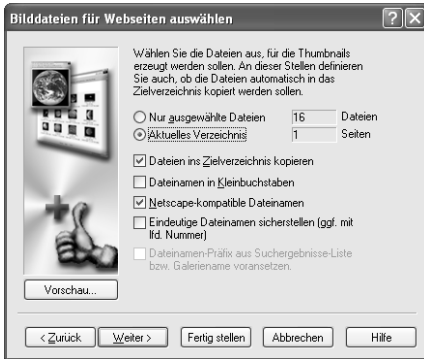 Bilddateien für Webseiten auswählen
Wählen Sie die Dateien aus, für die Thumbnails
erzeugt werden sollen. An dieser Stellen definieren
Sie auch, ob die Dateien automatisch in das
Zielverzeichnis kopiert werden sollen.
Nur ausgewählte Dateien 16 Dateien
Aktuelles Verzeichnis 1 Seiten
Dateien ins Zielverzeichnis kopieren
Dateinamen in Kleinbuchstaben
Netscape-kompatible Dateinamen
Eindeutige Dateinamen sicherstellen (ggf. mit
lfd. Nummer)
Dateinamen-Präfix aus Suchergebnisse-Liste
bzw. Galeriename voransetzen.
Vorschau...
< Zurück Weiter > Fertig stellen Abbrechen Hilfe